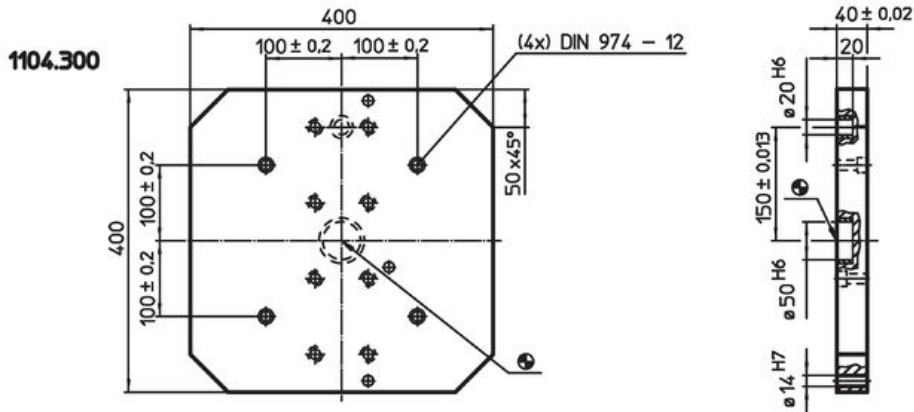 1104.300
400
100 ± 0,2
100 ± 0,2
(4x) DIN 974 – 12
40 ± 0,02
20
ø 20 H6
50 x 45°
150 ± 0,013
100 ± 0,2
400
100 ± 0,2
ø 50 H6
ø 14 H7